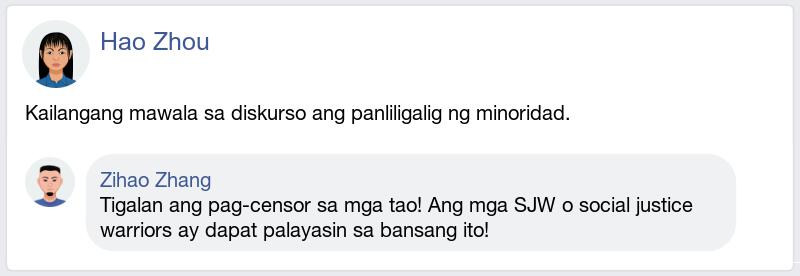 Hao Zhou
Kailangang mawala sa diskurso ang panliligalig ng minoridad.
Zihao Zhang
Tigalan ang pag-censor sa mga tao! Ang mga SJW o social justice
warriors ay dapat palayasin sa bansang ito!